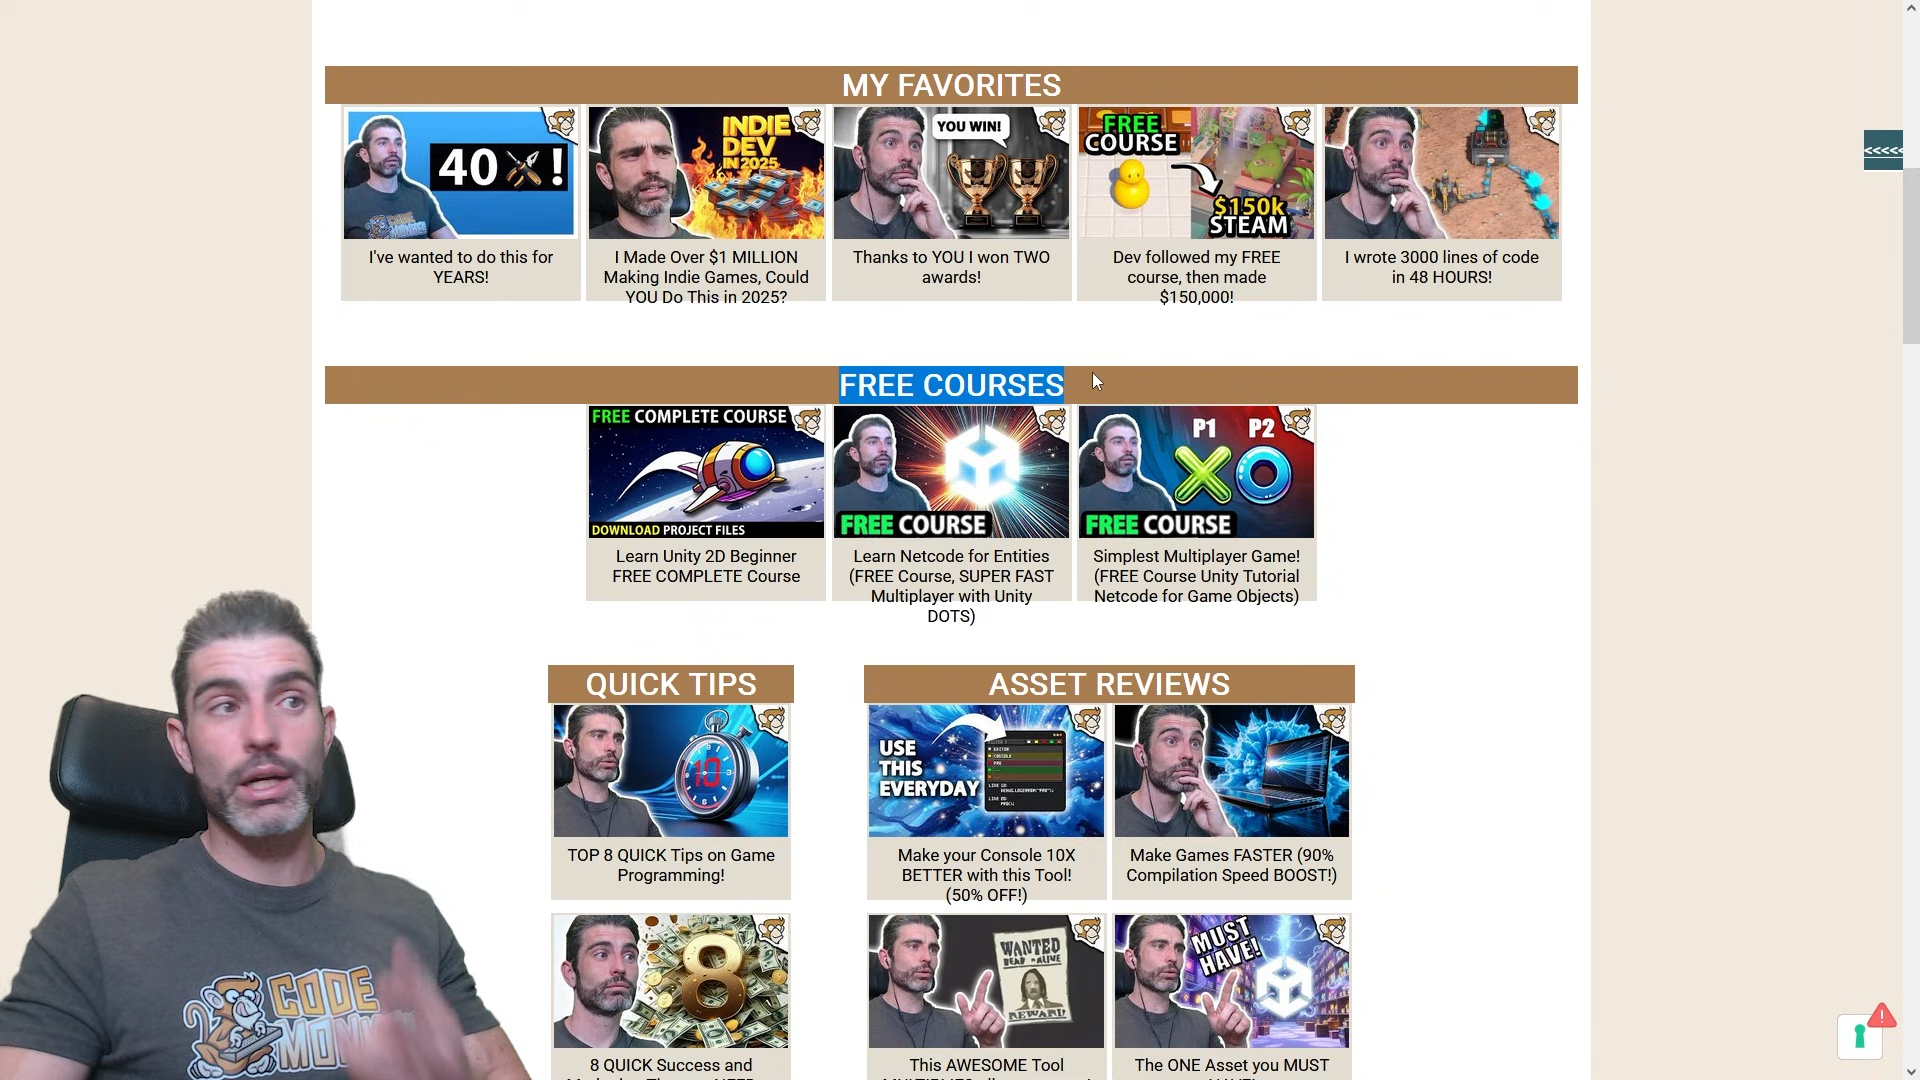 MY FAVORITES
40 !
INDIE
DEV
IN 2025
YOU WIN!
FREE
COURSE
$150k
STEAM
I've wanted to do this for
YEARS!
I Made Over $1 MILLION
Making Indie Games, Could
YOU Do This in 2025?
Thanks to YOU I won TWO
awards!
Dev followed my FREE
course, then made
$150,000!
I wrote 3000 lines of code
in 48 HOURS!
<<<<<
FREE COURSES
FREE COMPLETE COURSE
DOWNLOAD PROJECT FILES
FREE COURSE
P1 P2
XO
FREE COURSE
Learn Unity 2D Beginner
FREE COMPLETE Course
Learn Netcode for Entities
(FREE Course, SUPER FAST
Multiplayer with Unity
DOTS)
Simplest Multiplayer Game!
(FREE Course Unity Tutorial
Netcode for Game Objects)
QUICK TIPS
10
TOP 8 QUICK Tips on Game
Programming!
8
8 QUICK Success and
ASSET REVIEWS
USE
THIS
EVERYDAY
Make your Console 10X
BETTER with this Tool!
(50% OFF!)
Make Games FASTER (90%
Compilation Speed BOOST!)
WANTED
DEAD ALIVE
REWARD
This AWESOME Tool
MUST
HAVE!
The ONE Asset you MUST
CODE
MONKEY